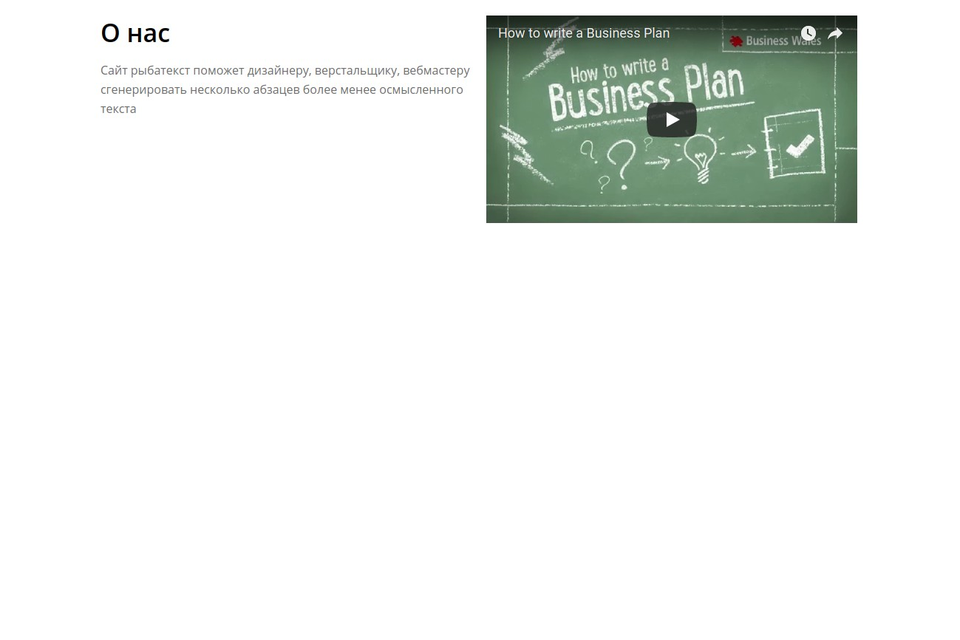 О нас
Сайт рыбатекст поможет дизайнеру, верстальщику, вебмастеру
сгенерировать несколько абзацев более менее осмысленного
текста
How to write a Business Plan
Business Wales
How to write a
Business Plan
? ? ? ?